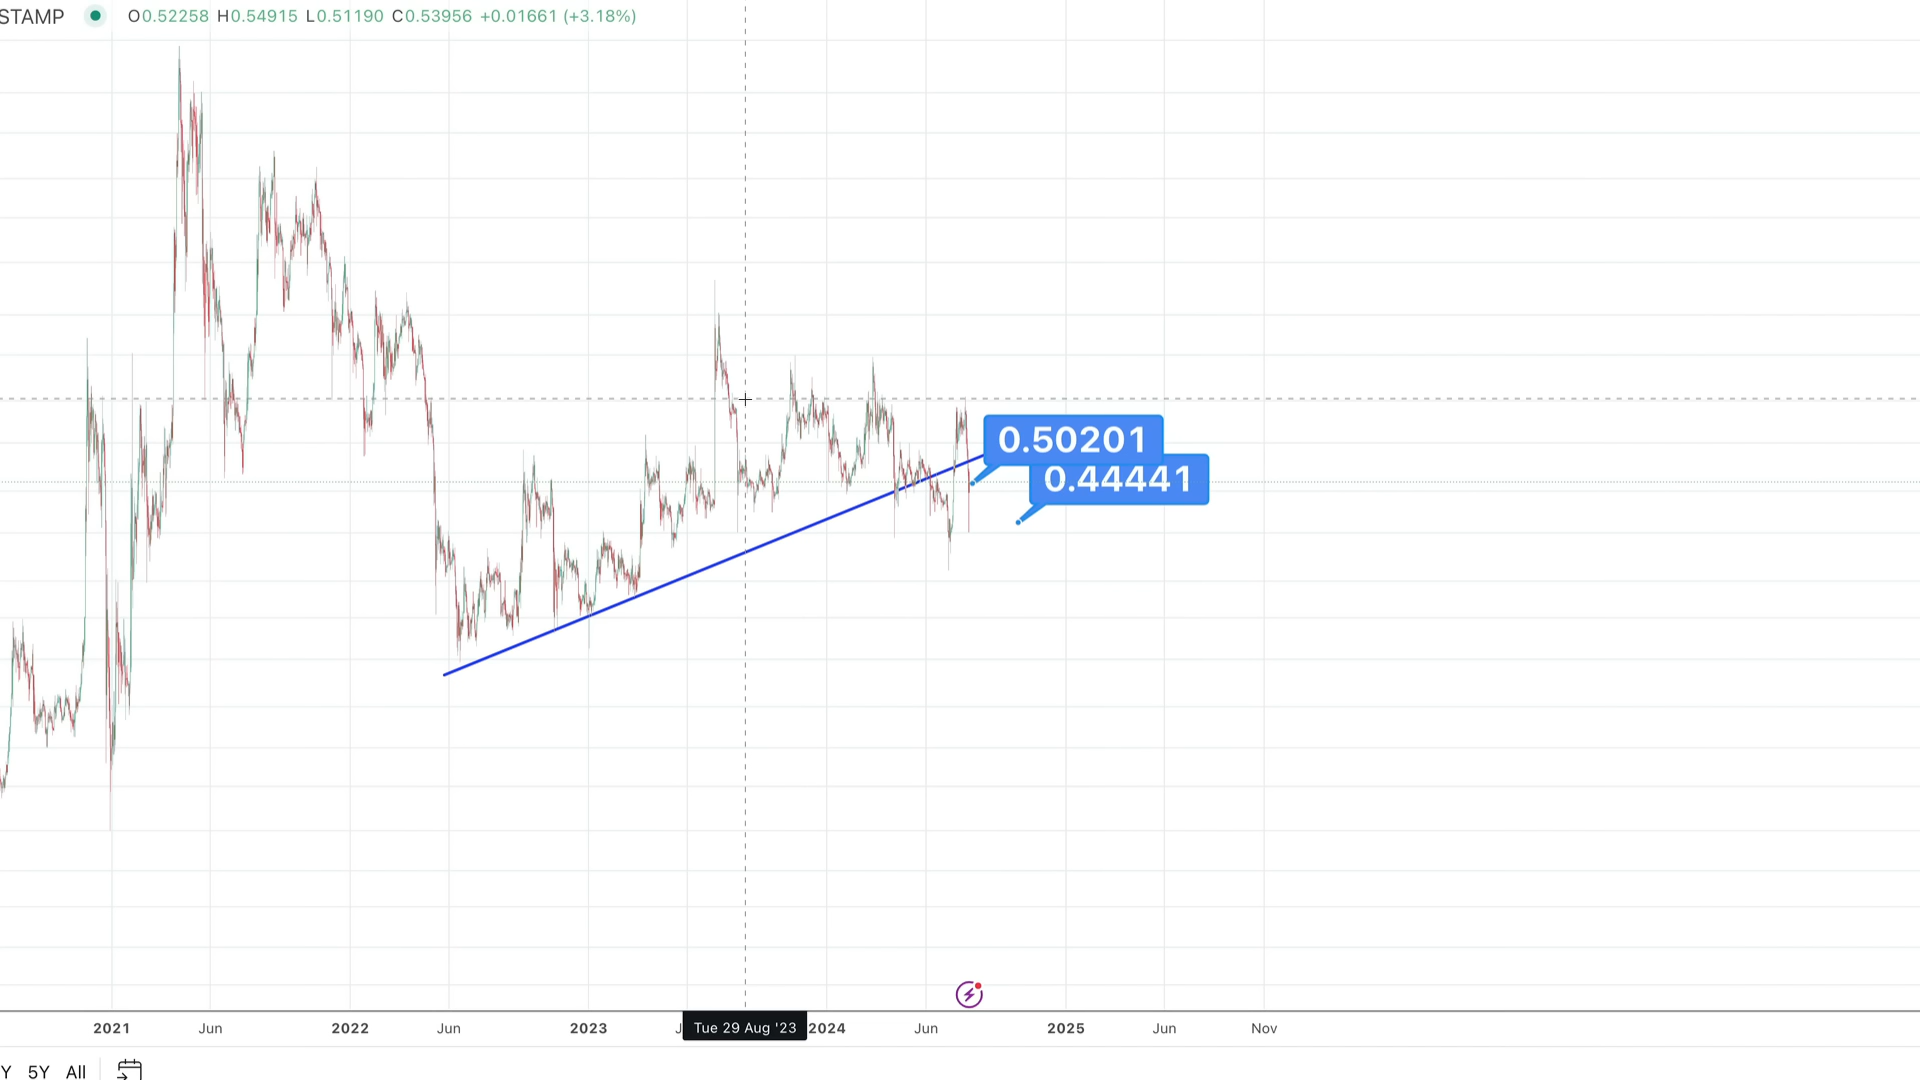 STAMP O0.52258 H0.54915 L0.51190 C0.53956 +0.01661 (+3.18%)
0.50201
0.44441
2021 Jun 2022 Jun 2023 Tue 29 Aug '23 2024 Jun 2025 Jun Nov
Y 5Y All